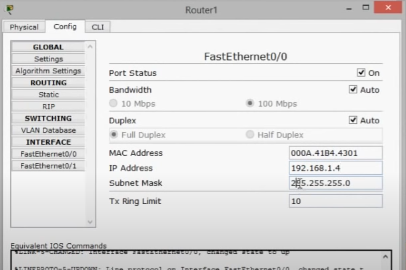 Router1
Physical Config CLI
GLOBAL
Settings
Algorithm Settings
ROUTING
Static
RIP
SWITCHING
VLAN Database
INTERFACE
FastEthernet0/0
FastEthernet0/1
FastEthernet0/0
Port Status On
Bandwidth Auto
10 Mbps 100 Mbps
Duplex Auto
Full Duplex Half Duplex
MAC Address 000A.41B4.4301
IP Address 192.168.1.4
Subnet Mask 255.255.255.0
Tx Ring Limit 10
Equivalent IOS Commands
%LINK-5-CHANGED: Interface FastEthernet0/0, changed state to up
%LINEPROTO-5-UPDOWN: Line protocol on Interface FastEthernet0/0, changed state t